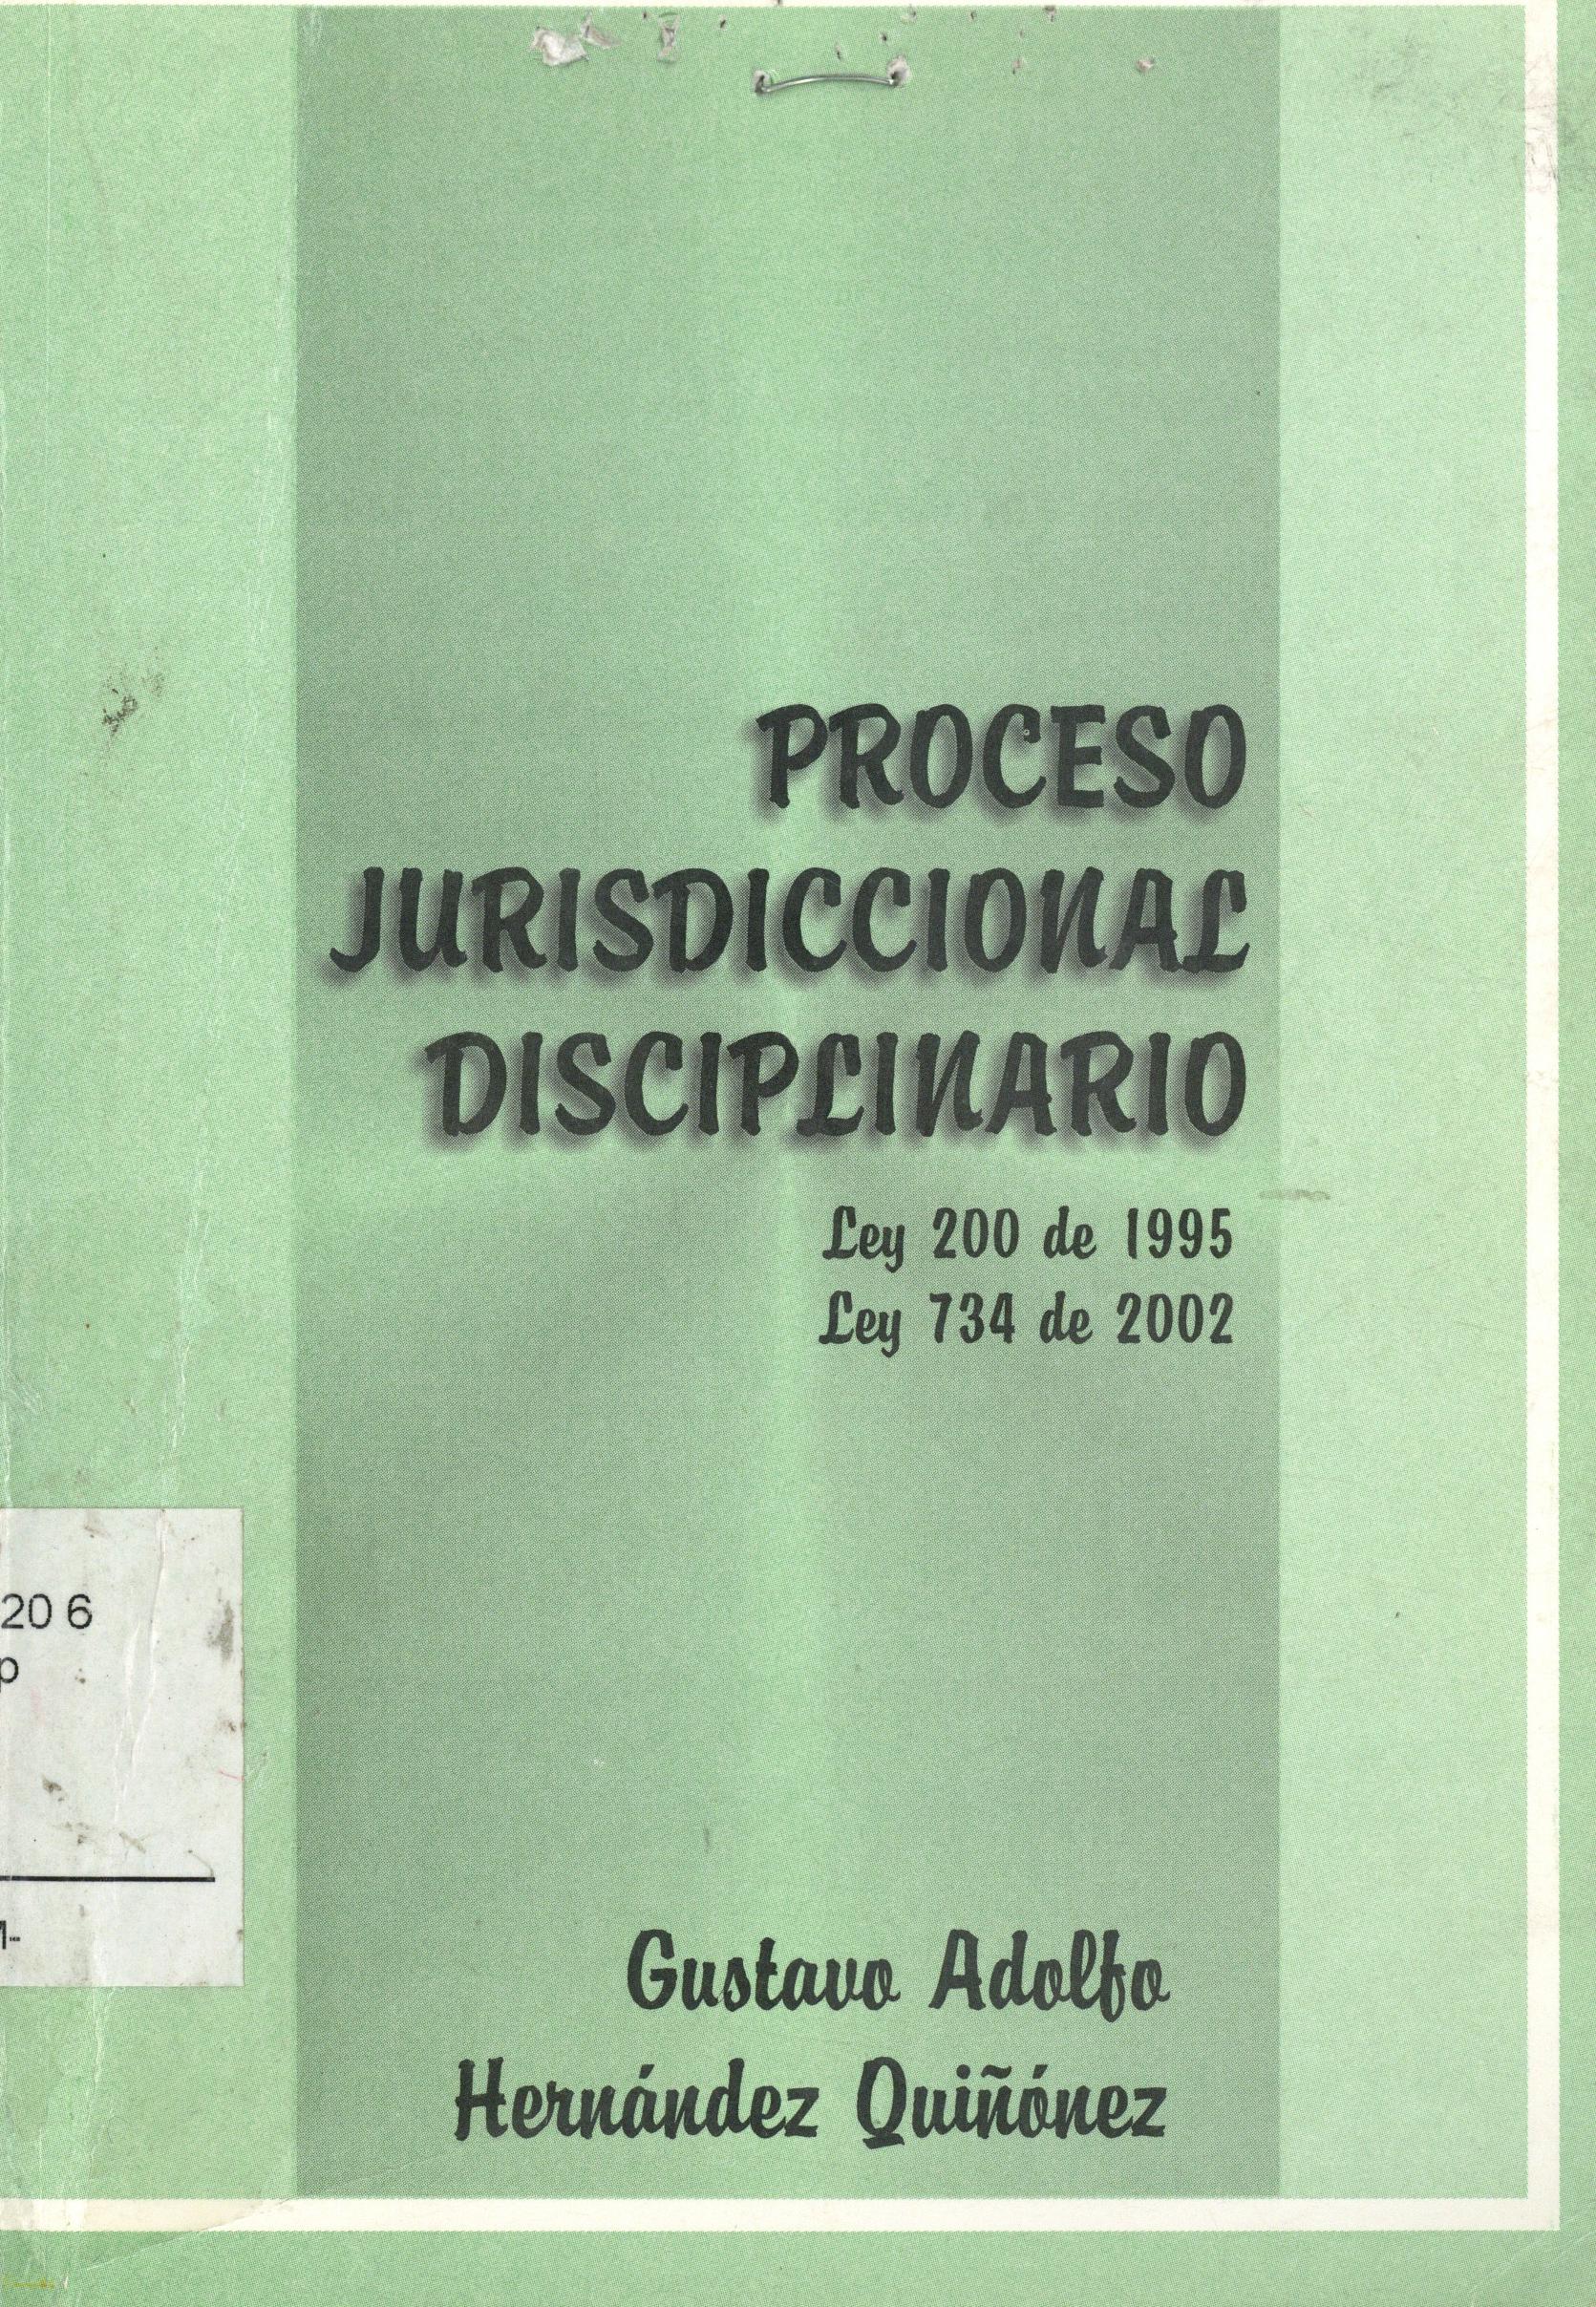 PROCESO
JURISDICCIONAL
DISCIPLINARIO
Ley 200 de 1995
Ley 734 de 2002
20 6
p
Gustavo Adolfo
Hernández Quiñónez